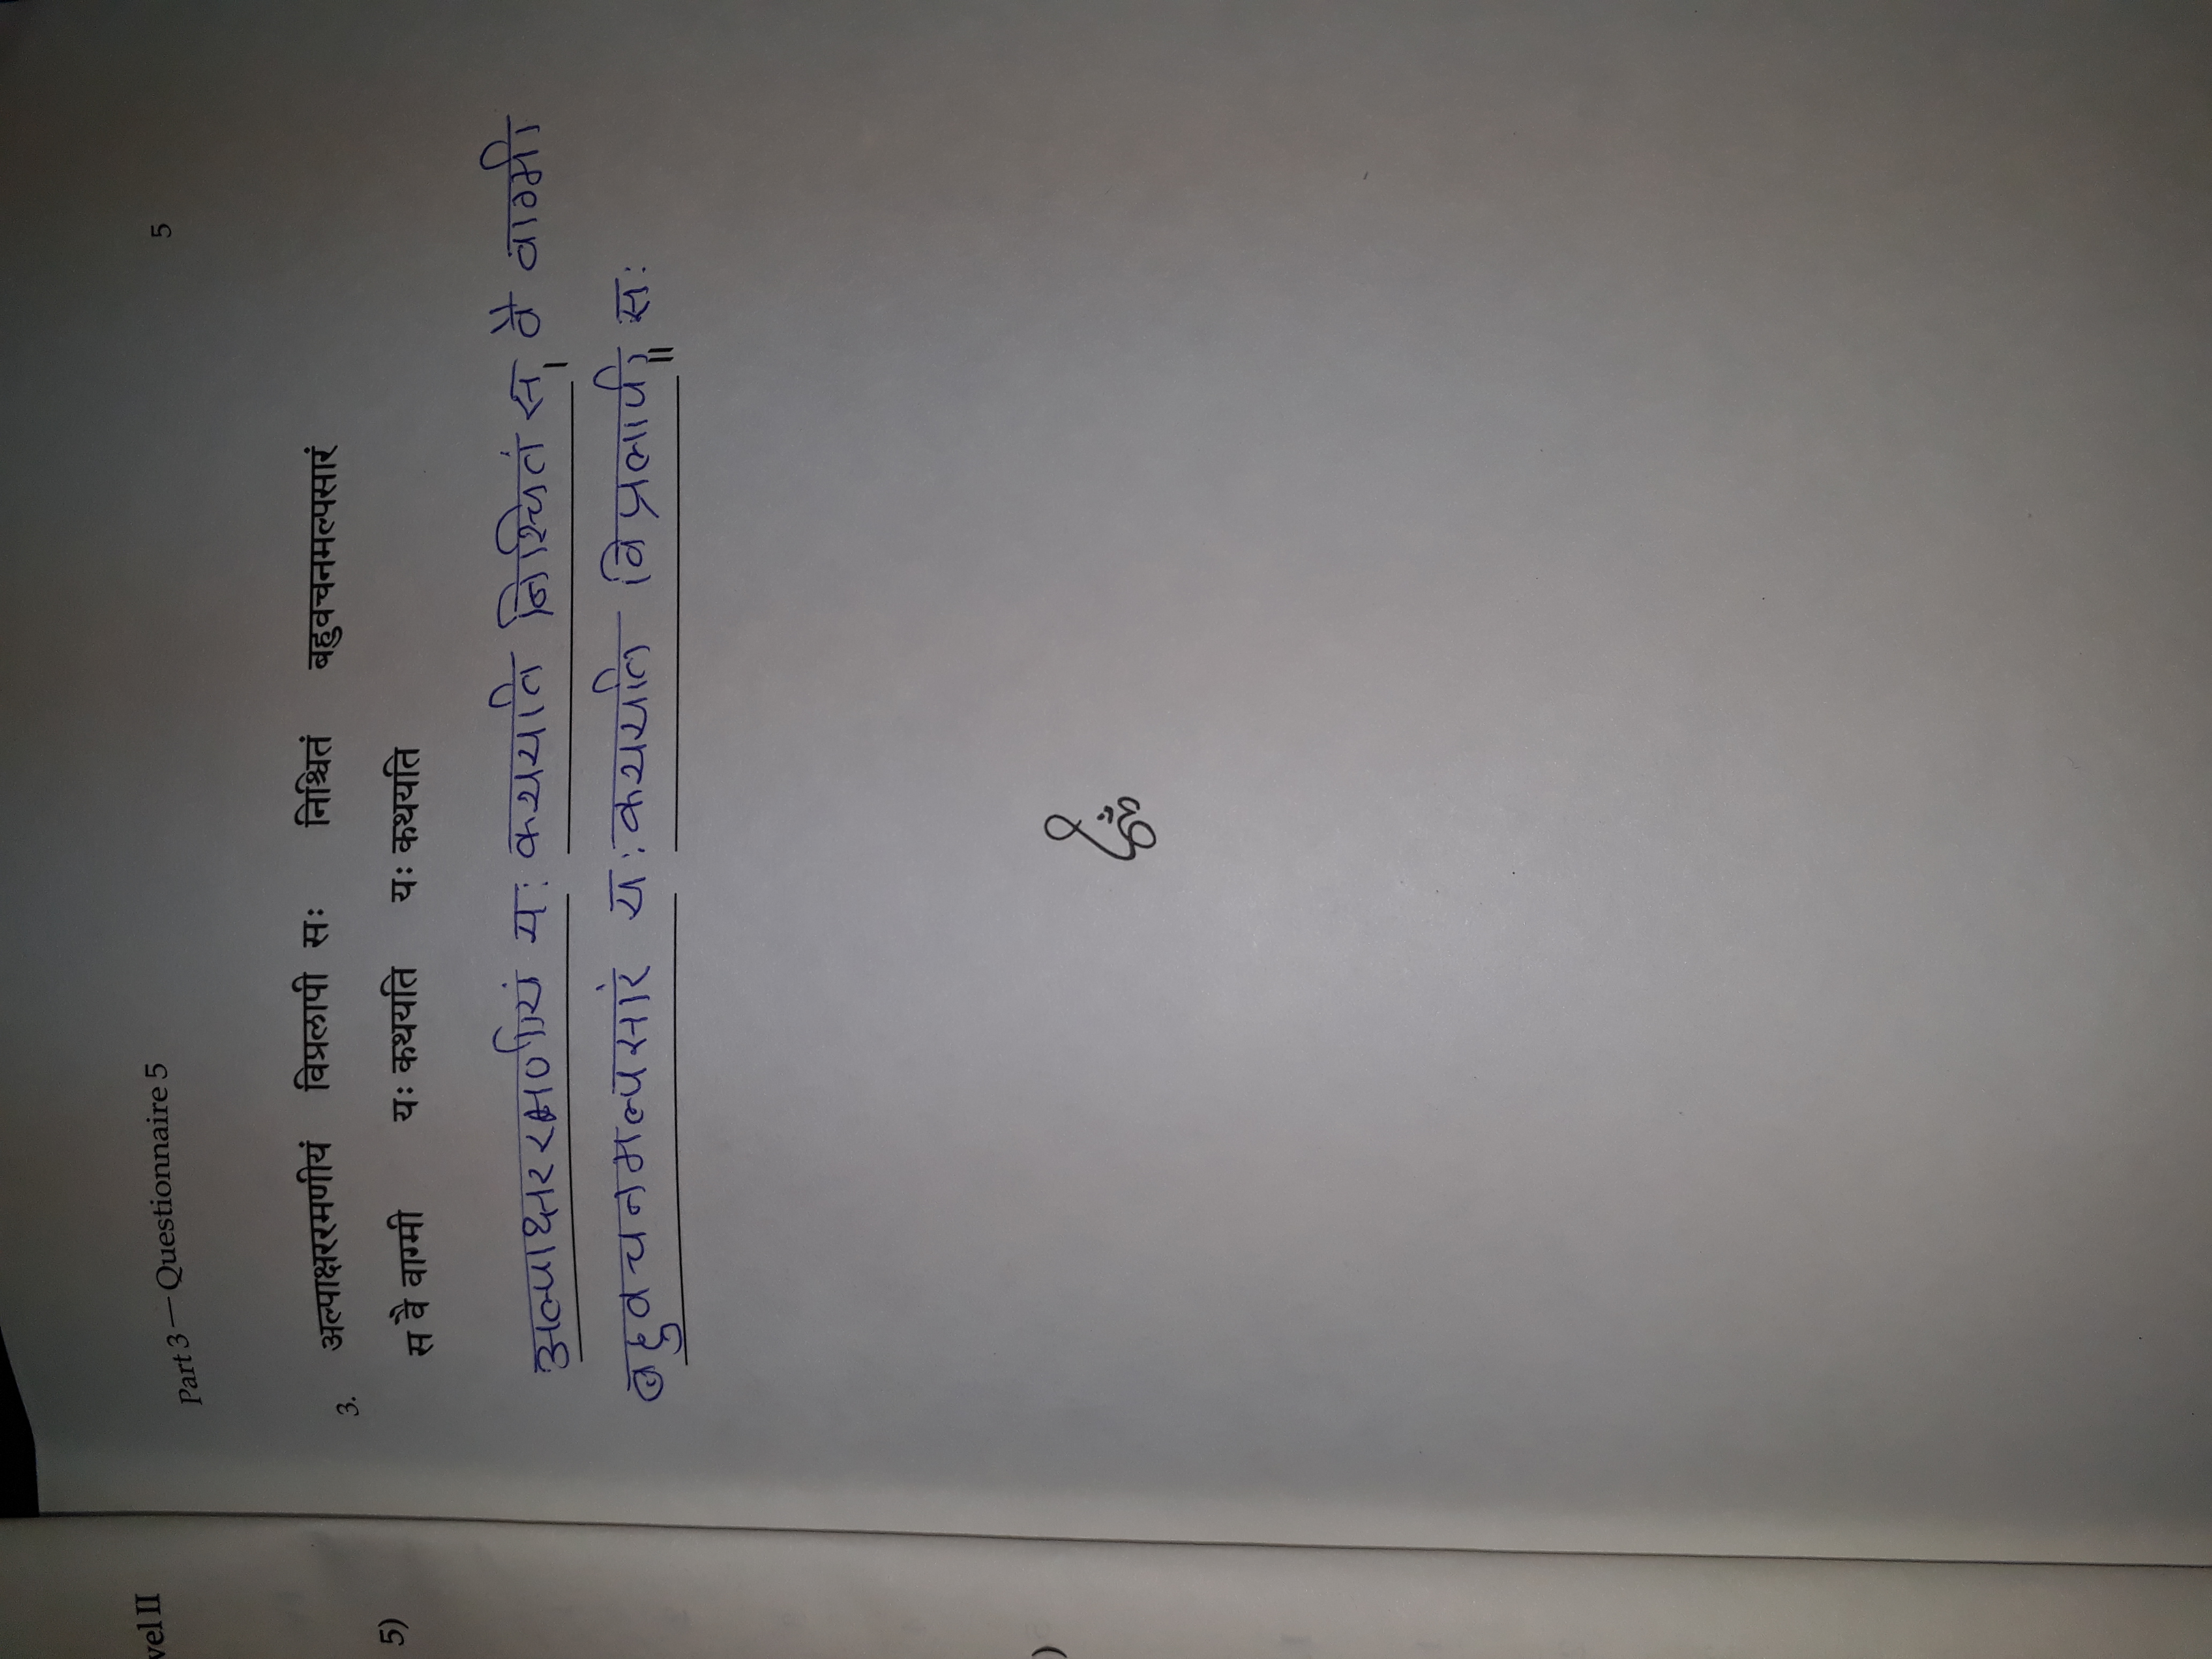 vel II
Part 3 — Questionnaire 5
5
5)
3. अल्पाक्षररमणीयं विप्रलापी सः निश्चितं बहुवचनमल्पसारं
स वै वाग्मी यः कथयति यः कथयति
अल्पाक्षररमणीयं यः कथयति निश्चितं स । वै वाग्मी
बहुवचनमल्पसारं यः कथयति विप्रलापी ॥ सः
)
ॐ